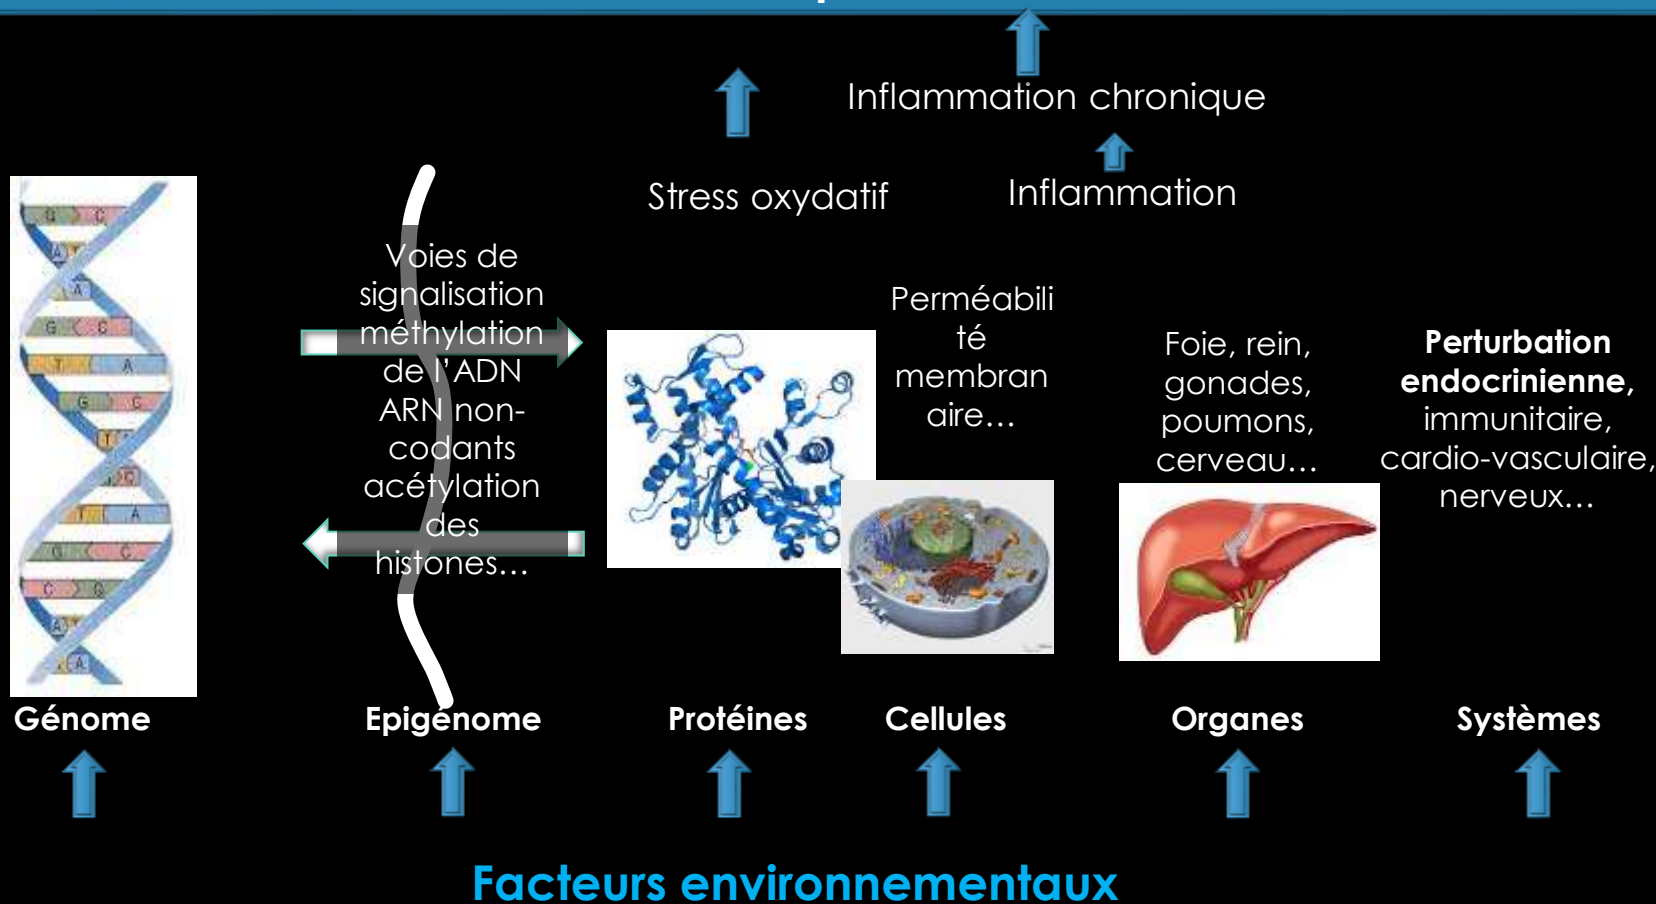 Inflammation chronique
Stress oxydatif
Inflammation
Voies de
signalisation
méthylation
de l’ADN
ARN non-
codants
acétylation
des
histones…
Perméabili
té
membran
aire…
Foie, rein,
gonades,
poumons,
cerveau…
Perturbation
endocrinienne,
immunitaire,
cardio-vasculaire,
nerveux…
G C
A T
A
G C
T A
G C
T
G
T A
G C
C G
A T
A
Génome
Epigénome
Protéines
Cellules
Organes
Systèmes
Facteurs environnementaux